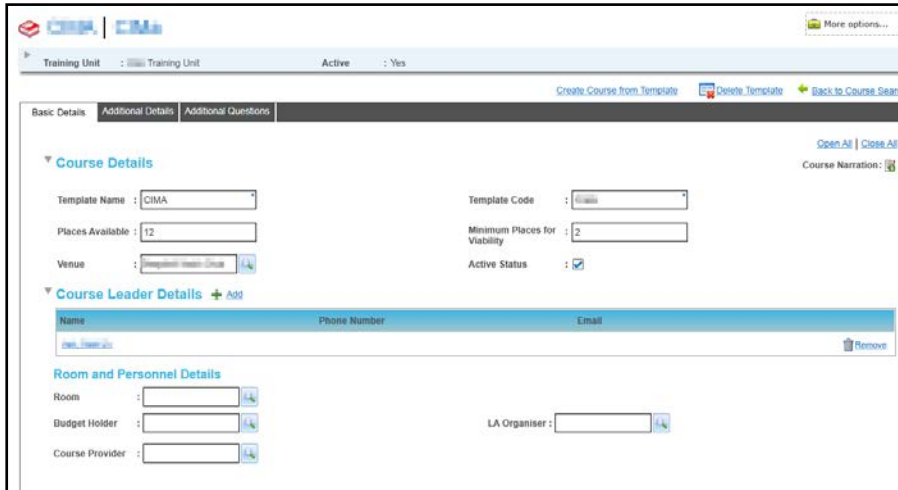 More options...
Training Unit : Training Unit Active : Yes
Create Course from Template Delete Template Back to Course Sear
Basic Details Additional Details Additional Questions
Open All | Close All
Course Details Course Narration:
Template Name : CIMA Template Code :
Places Available : 12 Minimum Places for Viability : 2
Venue : Active Status :
Course Leader Details Add
Name Phone Number Email
Remove
Room and Personnel Details
Room :
Budget Holder : LA Organiser :
Course Provider :